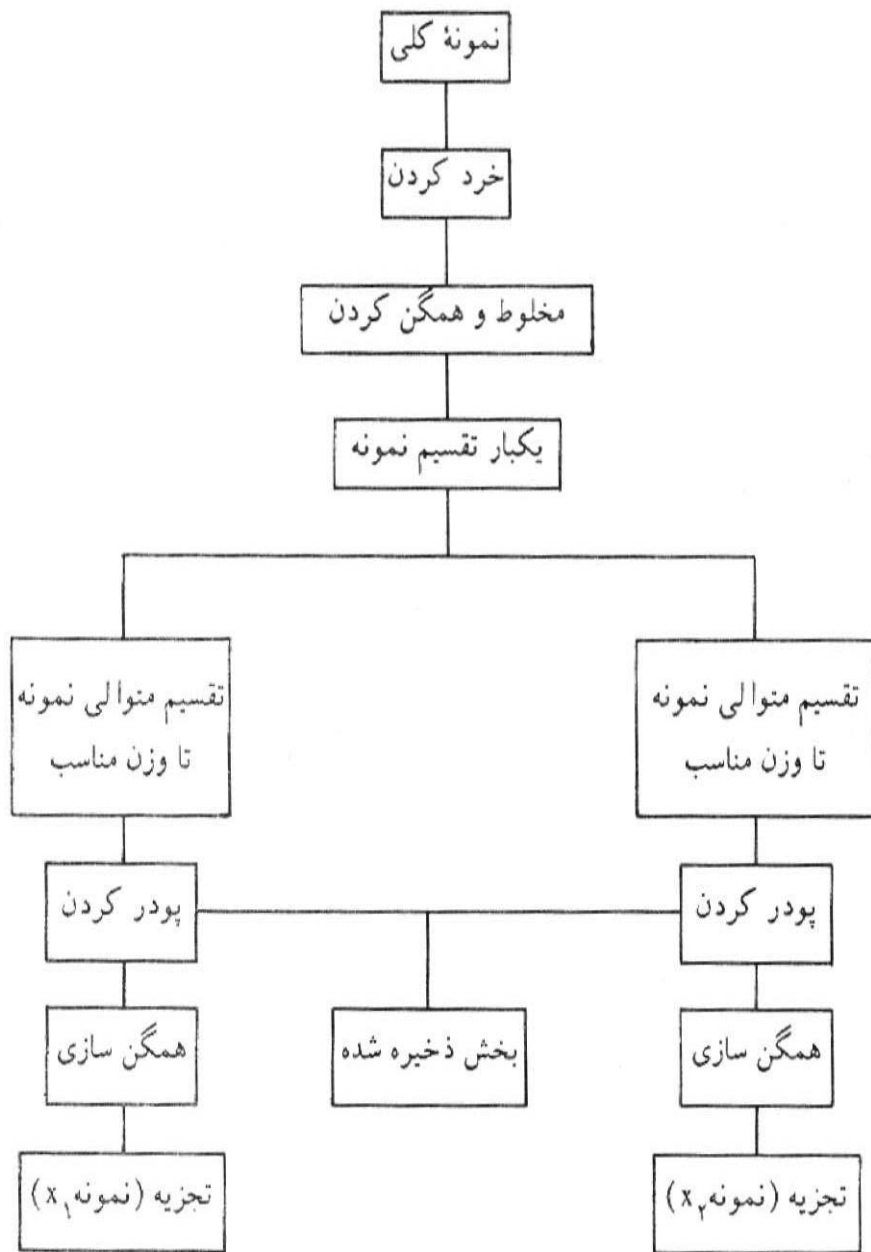 نمونهٔ کلی
خرد کردن
مخلوط و همگن کردن
یکبار تقسیم نمونه
تقسیم متوالی نمونه
تا وزن مناسب
تقسیم متوالی نمونه
تا وزن مناسب
پودر کردن
پودر کردن
همگن سازی
بخش ذخیره شده
همگن سازی
تجزیه (نمونه x₂)
تجزیه (نمونه x₁)